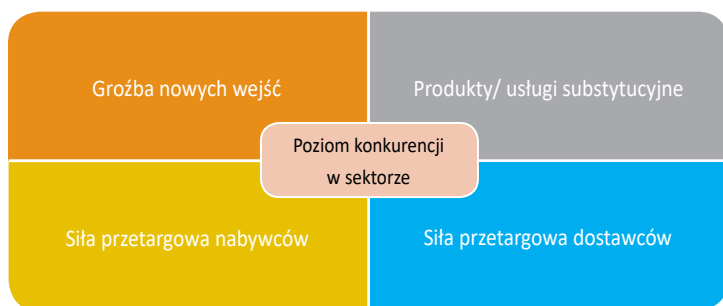 Groźba nowych wejść
Produkty/ usługi substytucyjne
Poziom konkurencji
w sektorze
Siła przetargowa nabywców
Siła przetargowa dostawców